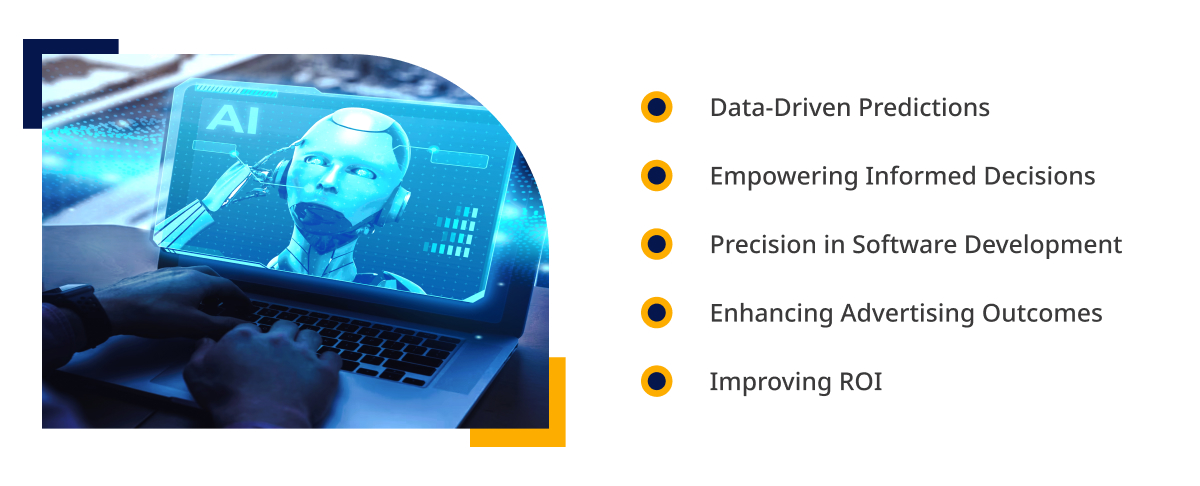 AI
Data-Driven Predictions
Empowering Informed Decisions
Precision in Software Development
Enhancing Advertising Outcomes
Improving ROI